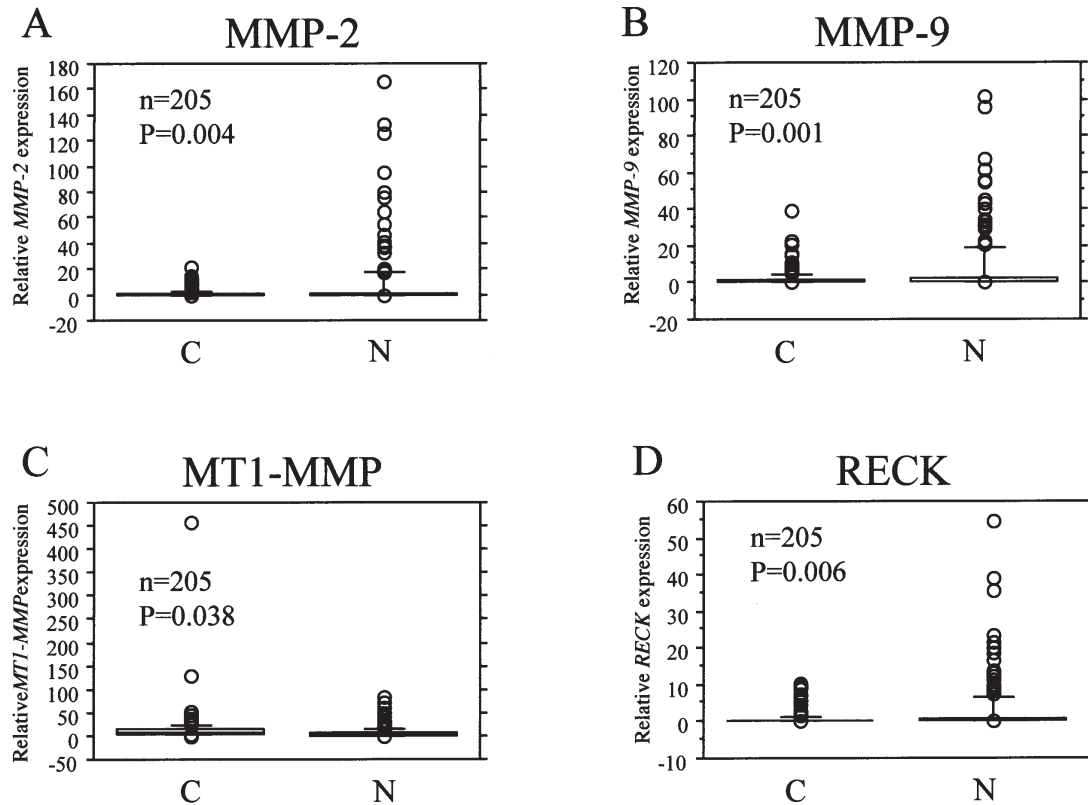 A
MMP-2
Relative MMP-2 expression
180
160
140
120
100
80
60
40
20
0
-20
n=205
P=0.004
C N
B
MMP-9
Relative MMP-9 expression
120
100
80
60
40
20
0
-20
n=205
P=0.001
C N
C
MT1-MMP
RelativeMT1-MMPexpression
500
450
400
350
300
250
200
150
100
50
0
-50
n=205
P=0.038
C N
D
RECK
Relative RECK expression
60
50
40
30
20
10
0
-10
n=205
P=0.006
C N